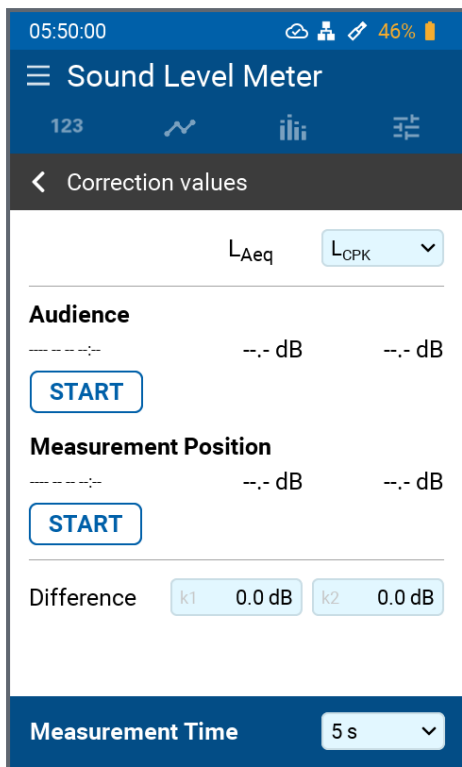 05:50:00 46%
Sound Level Meter
123
Correction values
LAeq LCPK
Audience
---- -- -- --:-- --.- dB --.- dB
START
Measurement Position
---- -- -- --:-- --.- dB --.- dB
START
Difference k1 0.0 dB k2 0.0 dB
Measurement Time 5 s